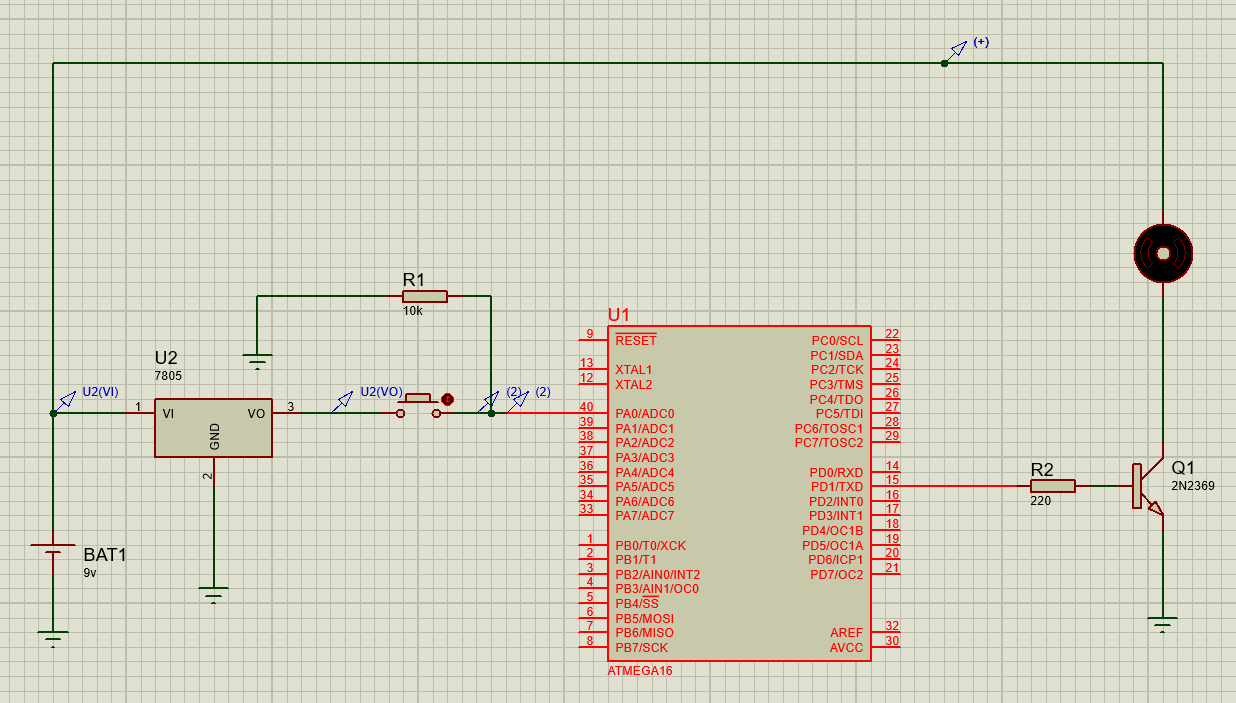 (+)
R1
10k
U2
7805
U2(VI)
1
VI
VO
3
GND
2
U2(VO)
(2)
(2)
BAT1
9v
U1
9 RESET
13 XTAL1
12 XTAL2
40 PA0/ADC0
39 PA1/ADC1
38 PA2/ADC2
37 PA3/ADC3
36 PA4/ADC4
35 PA5/ADC5
34 PA6/ADC6
33 PA7/ADC7
1 PB0/T0/XCK
2 PB1/T1
3 PB2/AIN0/INT2
4 PB3/AIN1/OC0
5 PB4/SS
6 PB5/MOSI
7 PB6/MISO
8 PB7/SCK
PC0/SCL 22
PC1/SDA 23
PC2/TCK 24
PC3/TMS 25
PC4/TDO 26
PC5/TDI 27
PC6/TOSC1 28
PC7/TOSC2 29
PD0/RXD 14
PD1/TXD 15
PD2/INT0 16
PD3/INT1 17
PD4/OC1B 18
PD5/OC1A 19
PD6/ICP1 20
PD7/OC2 21
AREF 32
AVCC 30
ATMEGA16
R2
220
Q1
2N2369